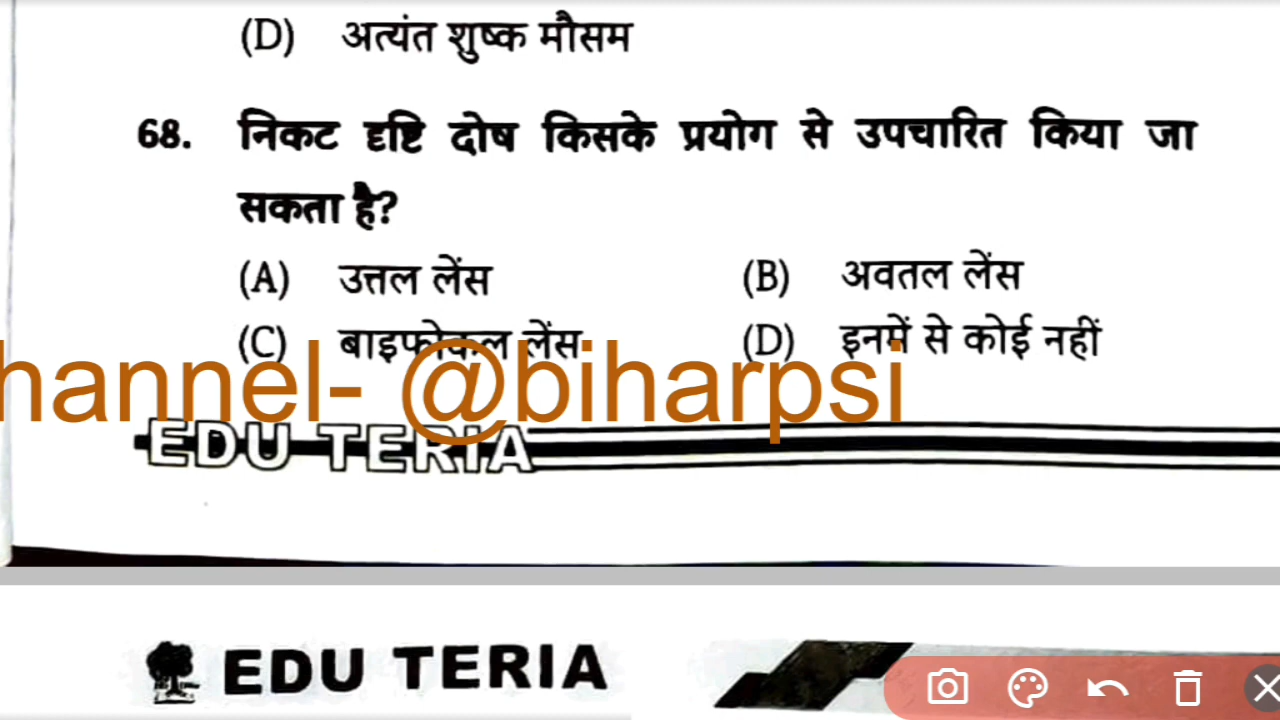 (D) अत्यंत शुष्क मौसम
68. निकट दृष्टि दोष किसके प्रयोग से उपचारित किया जा
सकता है?
(A) उत्तल लेंस (B) अवतल लेंस
(C) बाइफोकल लेंस (D) इनमें से कोई नहीं
hannel- @biharpsi
EDU TERIA
EDU TERIA